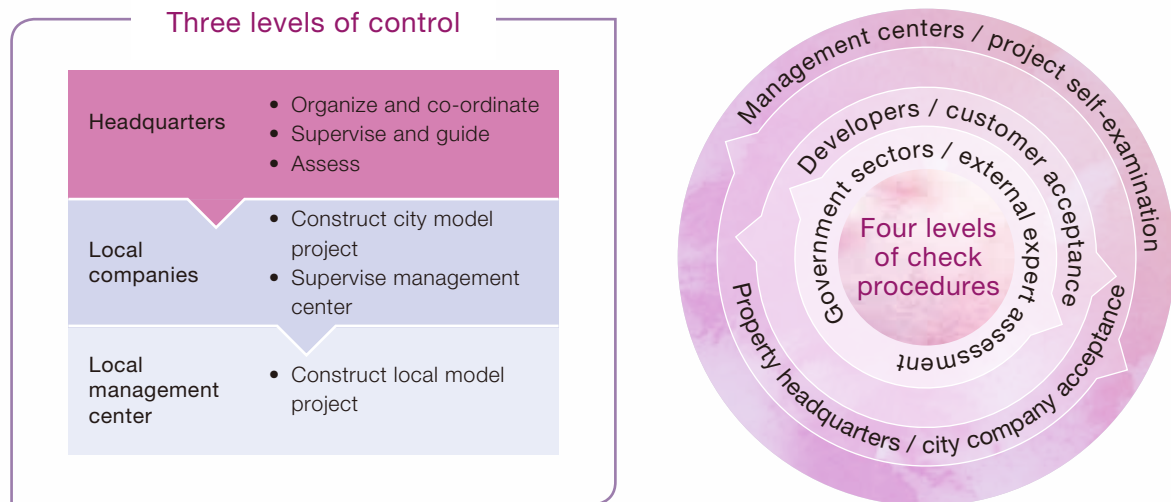 Three levels of control
Headquarters
• Organize and co-ordinate
• Supervise and guide
• Assess
Local
companies
• Construct city model
project
• Supervise management
center
Local
management
center
• Construct local model
project
Management centers / project self-examination
Property headquarters / city company acceptance
Developers / customer acceptance
Government sectors / external expert assessment
Four levels
of check
procedures